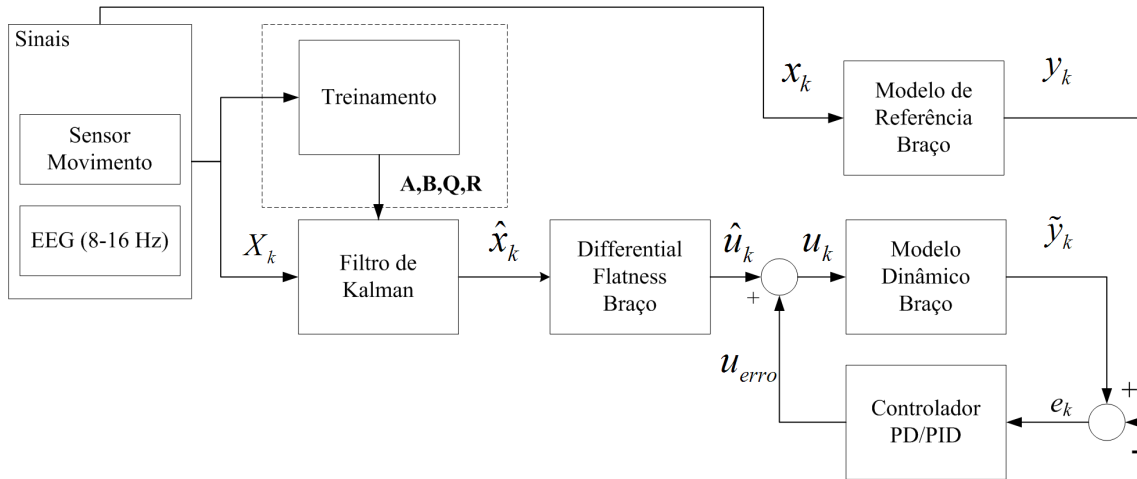 Sinais
Sensor
Movimento
EEG (8-16 Hz)
Treinamento
A,B,Q,R
X_k
Filtro de
Kalman
x̂_k
Differential
Flatness
Braço
û_k
+
u_k
x_k
Modelo de
Referência
Braço
y_k
Modelo
Dinâmico
Braço
ỹ_k
u_erro
Controlador
PD/PID
e_k
+
-